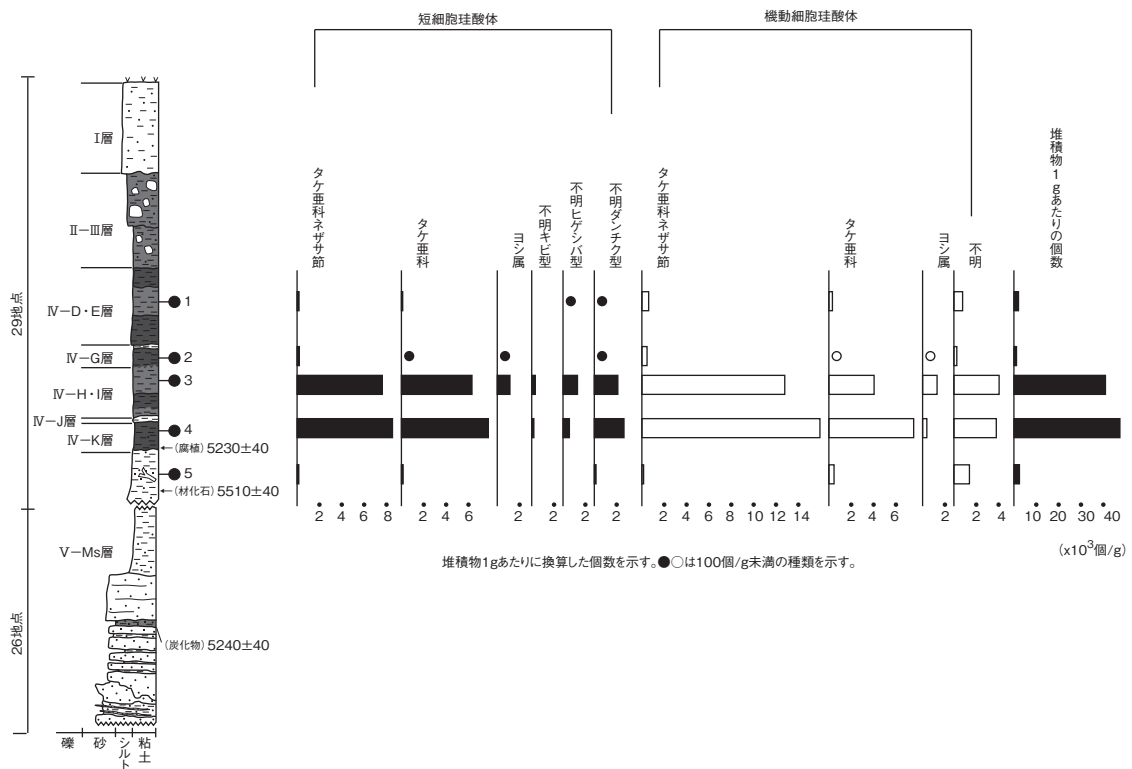 短細胞珪酸体
機動細胞珪酸体
タケ亜科ネザサ節
タケ亜科
ヨシ属
不明キビ型
不明ヒゲシバ型
不明ダンチク型
タケ亜科ネザサ節
タケ亜科
ヨシ属
不明
堆積物1gあたりの個数
29地点
I層
II-III層
IV-D・E層
1
IV-G層
2
IV-H・I層
3
IV-J層
4
IV-K層
(腐植) 5230±40
5
(材化石) 5510±40
2 4 6 8 2 4 6 2 2 2 2 2 4 6 8 10 12 14 2 4 6 2 2 4 10 20 30 40
(x10³個/g)
堆積物1gあたりに換算した個数を示す。●○は100個/g未満の種類を示す。
V-Ms層
26地点
(炭化物) 5240±40
礫 砂 シルト 粘土